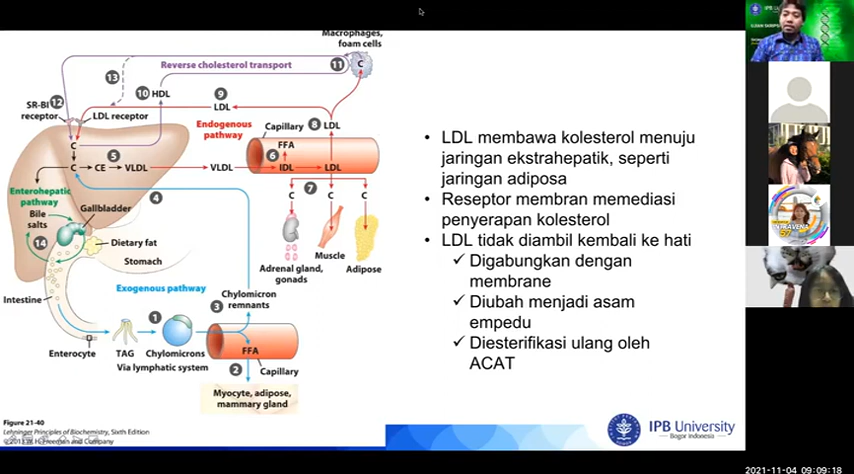 Macrophages,
foam cells
Reverse cholesterol transport
11
C
13
10
HDL
9
12
SR-BI
receptor
LDL receptor
LDL
Endogenous
pathway
Capillary
8
LDL
FFA
C
C
CE
5
VLDL
VLDL
6
IDL
LDL
Enterohepatic
pathway
Bile
salts
4
7
C
C
C
Gallbladder
14
Dietary fat
Stomach
Adrenal gland,
gonads
Muscle
Adipose
Exogenous pathway
Intestine
3
Chylomicron
remnants
1
Enterocyte
TAG
Chylomicrons
Via lymphatic system
FFA
Capillary
2
Myocyte, adipose,
mammary gland
Figure 21-40
Lehninger Principles of Biochemistry, Sixth Edition
© 2013 W. H. Freeman and Company
• LDL membawa kolesterol menuju
jaringan ekstrahepatik, seperti
jaringan adiposa
• Reseptor membran memediasi
penyerapan kolesterol
• LDL tidak diambil kembali ke hati
✓ Digabungkan dengan
membrane
✓ Diubah menjadi asam
empedu
✓ Diesterifikasi ulang oleh
ACAT
IPB University
Bogor Indonesia
IPB University
UJIAN SKRIPSI
INTRAVENA
57
2021-11-04 09:09:18